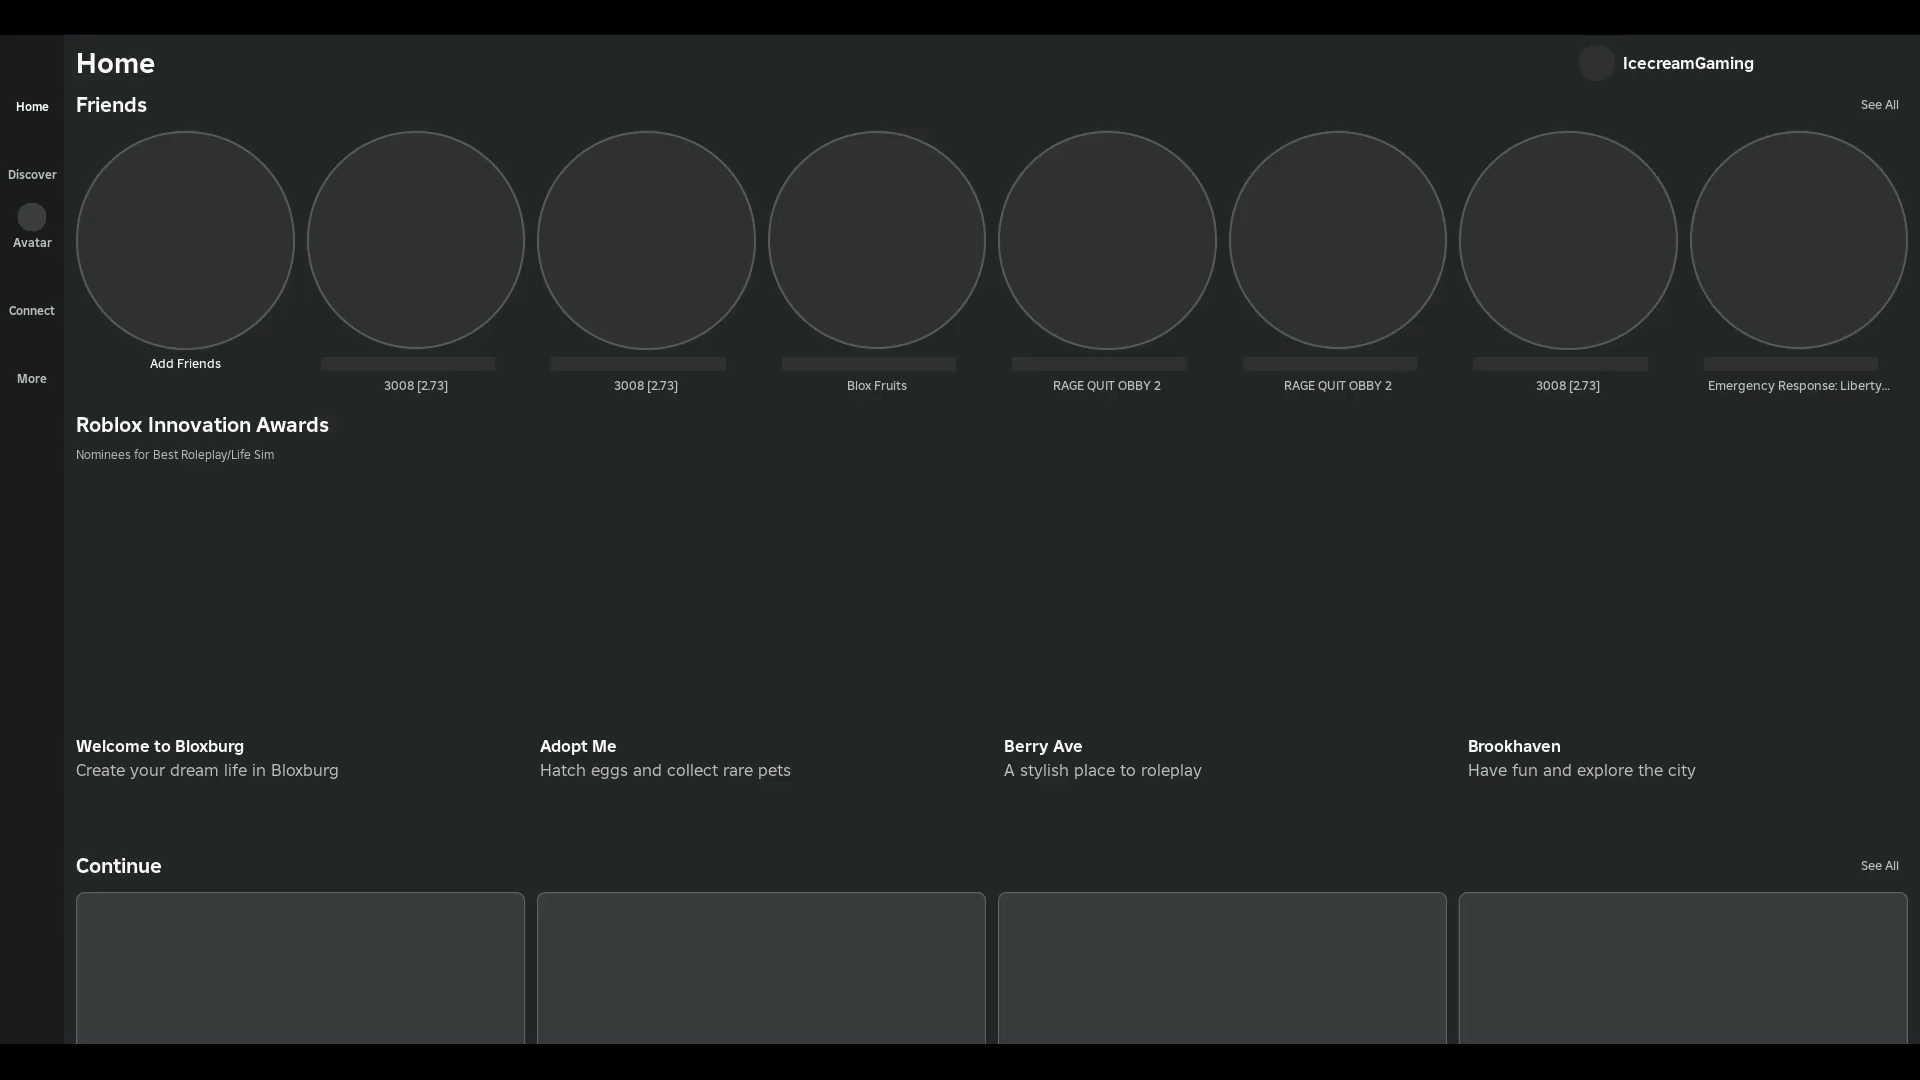 Home
IcecreamGaming
Home
Discover
Avatar
Connect
More
Friends
See All
Add Friends
3008 [2.73]
3008 [2.73]
Blox Fruits
RAGE QUIT OBBY 2
RAGE QUIT OBBY 2
3008 [2.73]
Emergency Response: Liberty...
Roblox Innovation Awards
Nominees for Best Roleplay/Life Sim
Welcome to Bloxburg
Create your dream life in Bloxburg
Adopt Me
Hatch eggs and collect rare pets
Berry Ave
A stylish place to roleplay
Brookhaven
Have fun and explore the city
Continue
See All